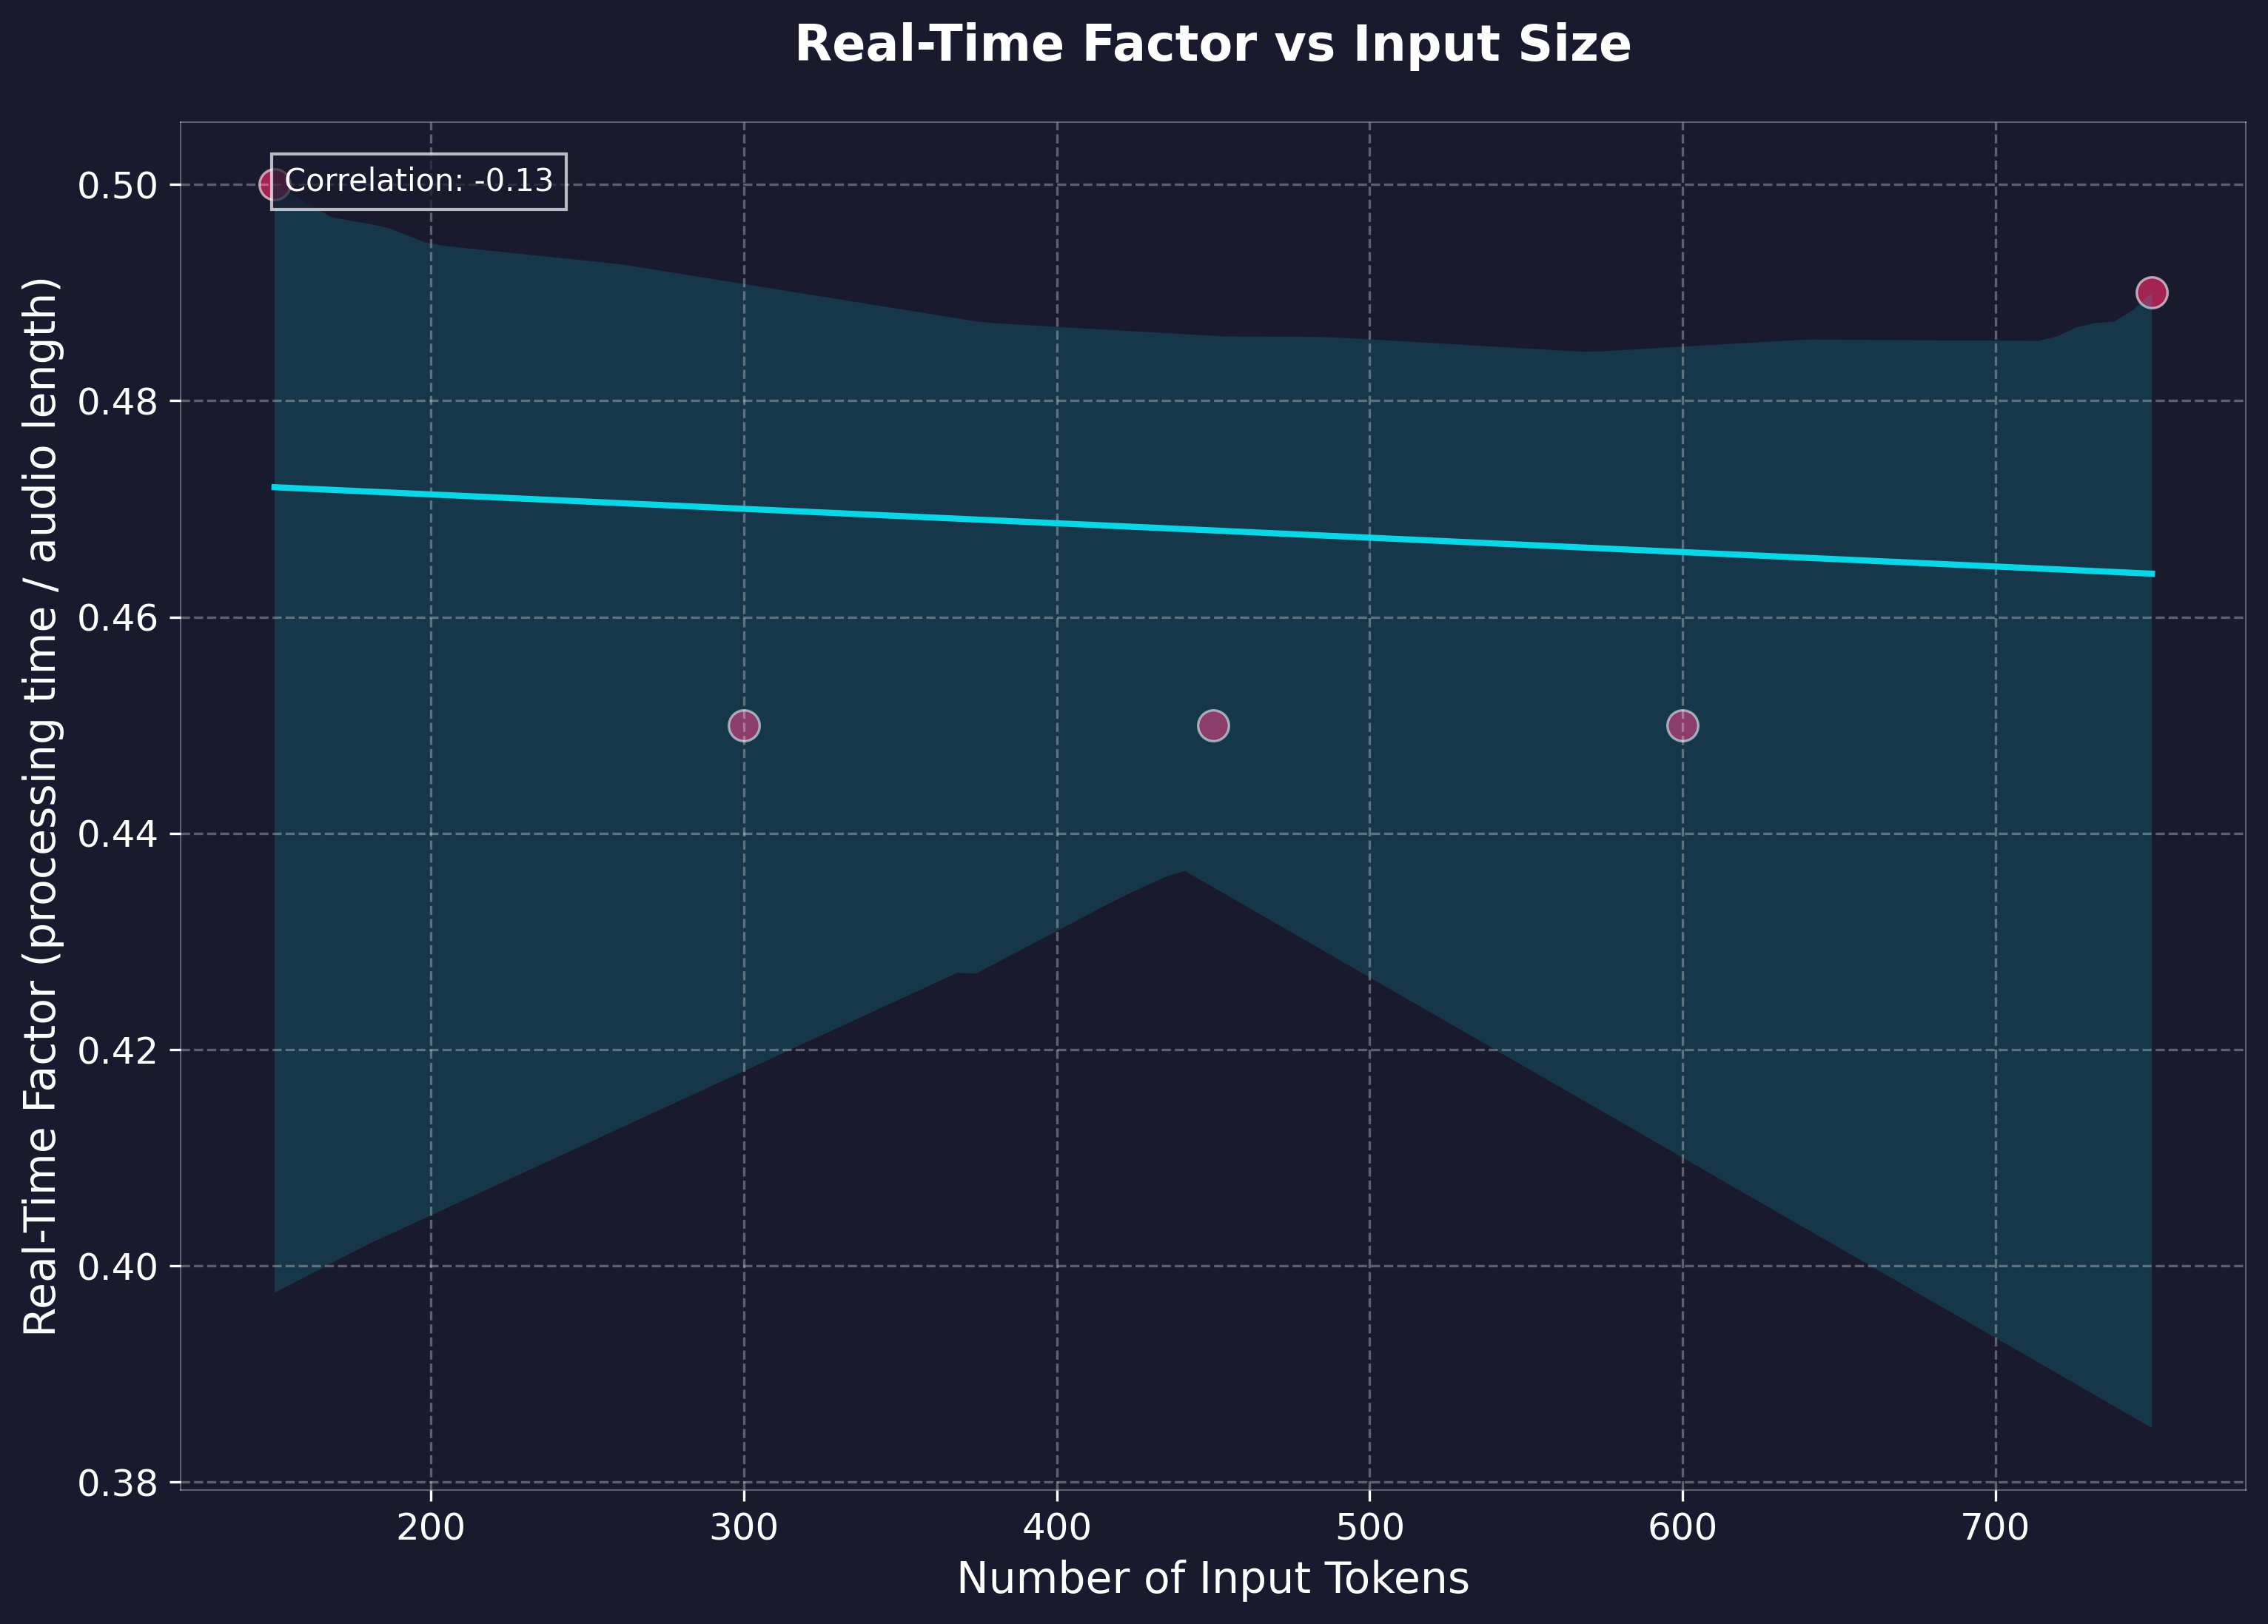 Real-Time Factor vs Input Size
Correlation: -0.13
Real-Time Factor (processing time / audio length)
0.50
0.48
0.46
0.44
0.42
0.40
0.38
200 300 400 500 600 700
Number of Input Tokens